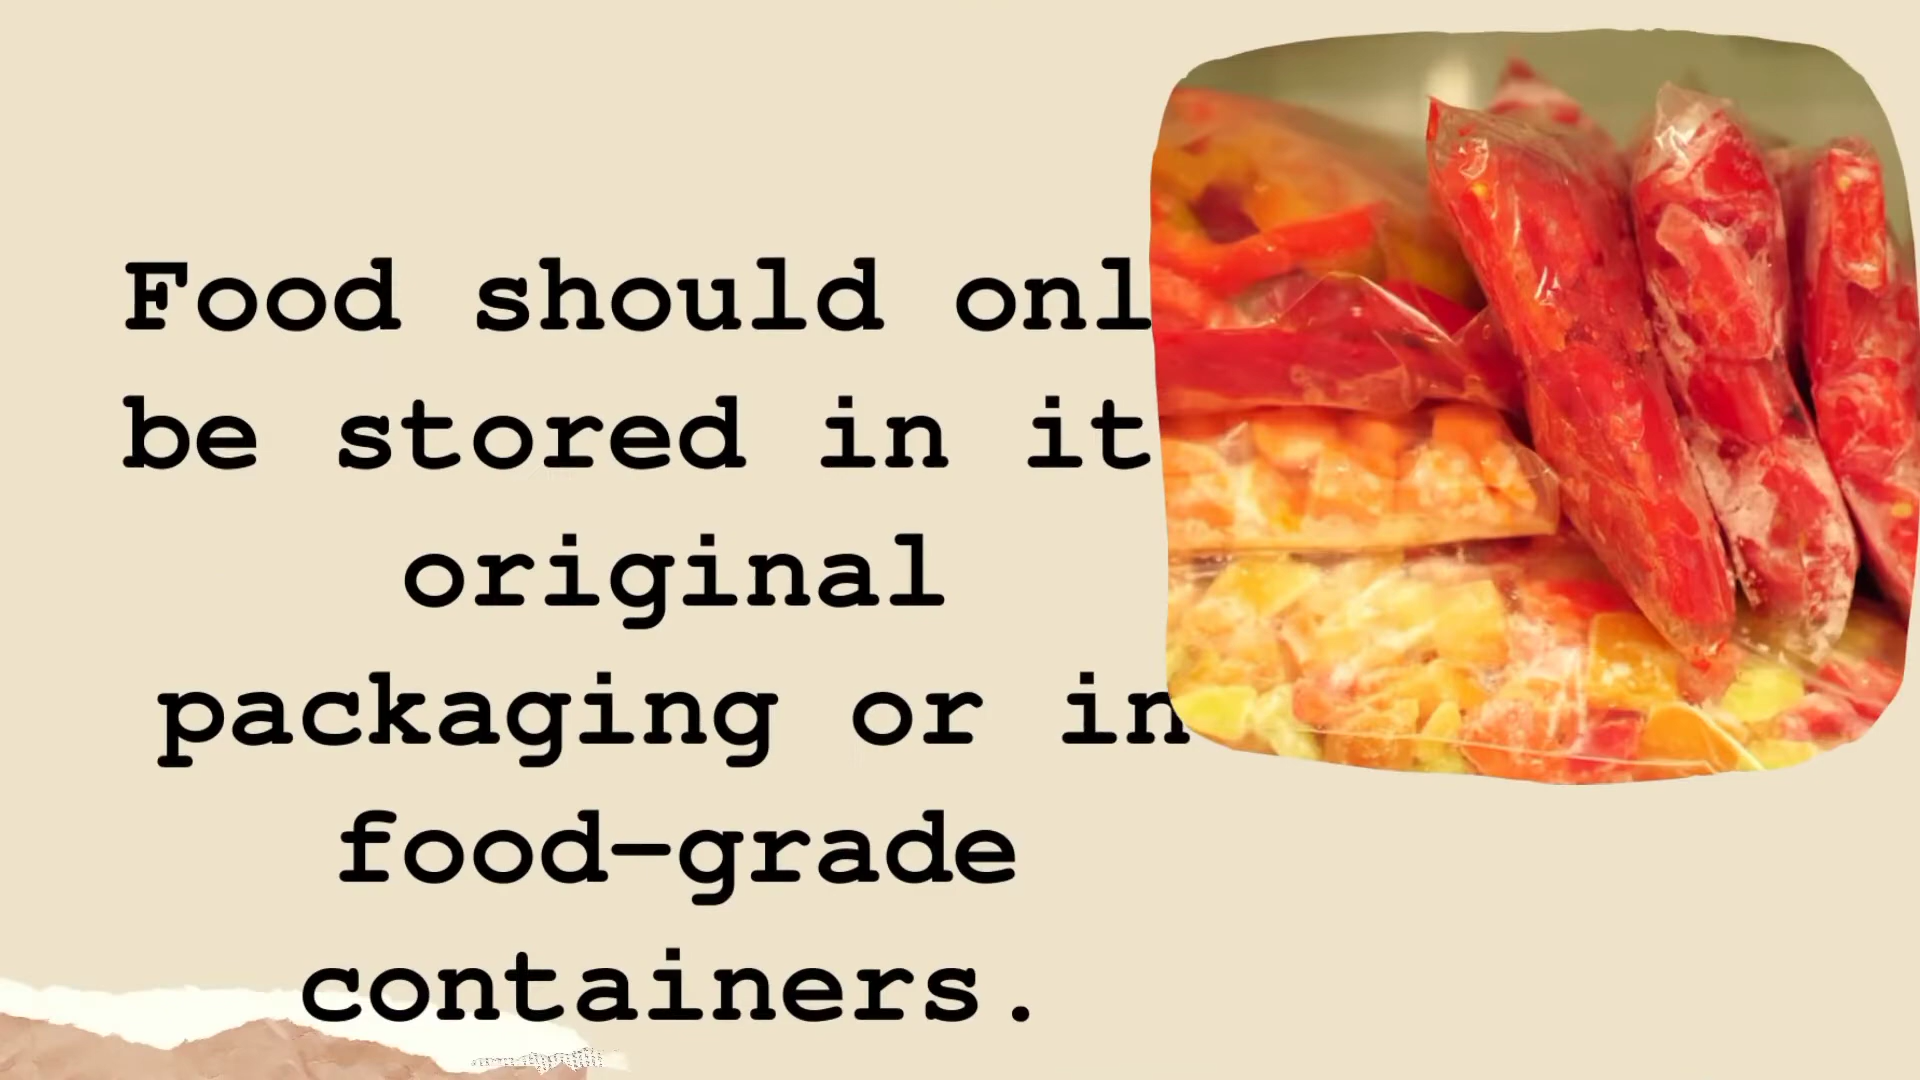 Food should onl
be stored in it
original
packaging or in
food-grade
containers.